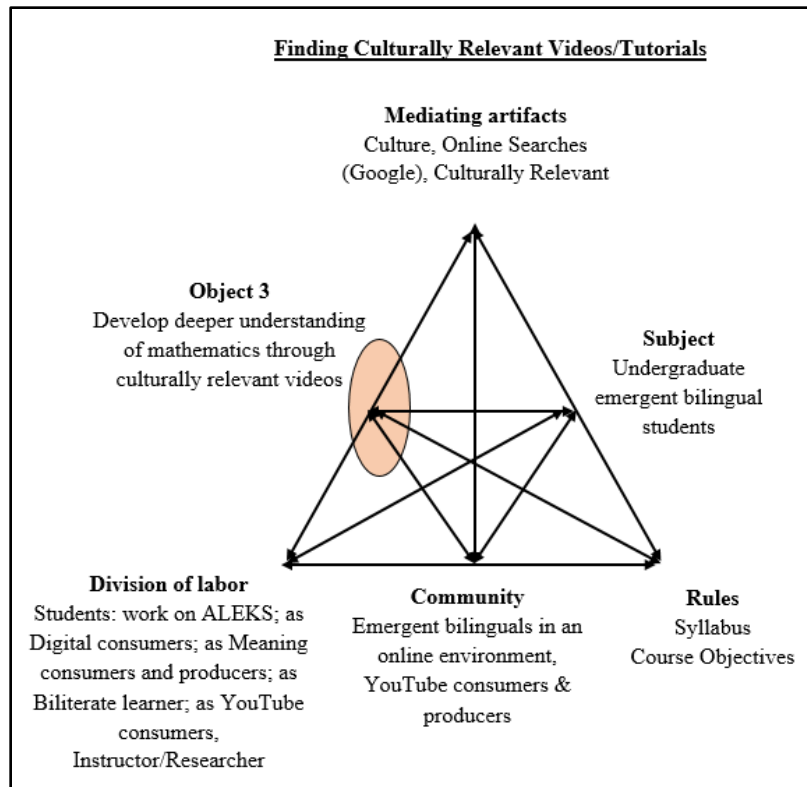 Finding Culturally Relevant Videos/Tutorials
Mediating artifacts
Culture, Online Searches
(Google), Culturally Relevant
Object 3
Develop deeper understanding
of mathematics through
culturally relevant videos
Subject
Undergraduate
emergent bilingual
students
Division of labor
Students: work on ALEKS; as
Digital consumers; as Meaning
consumers and producers; as
Biliterate learner; as YouTube
consumers,
Instructor/Researcher
Community
Emergent bilinguals in an
online environment,
YouTube consumers &
producers
Rules
Syllabus
Course Objectives